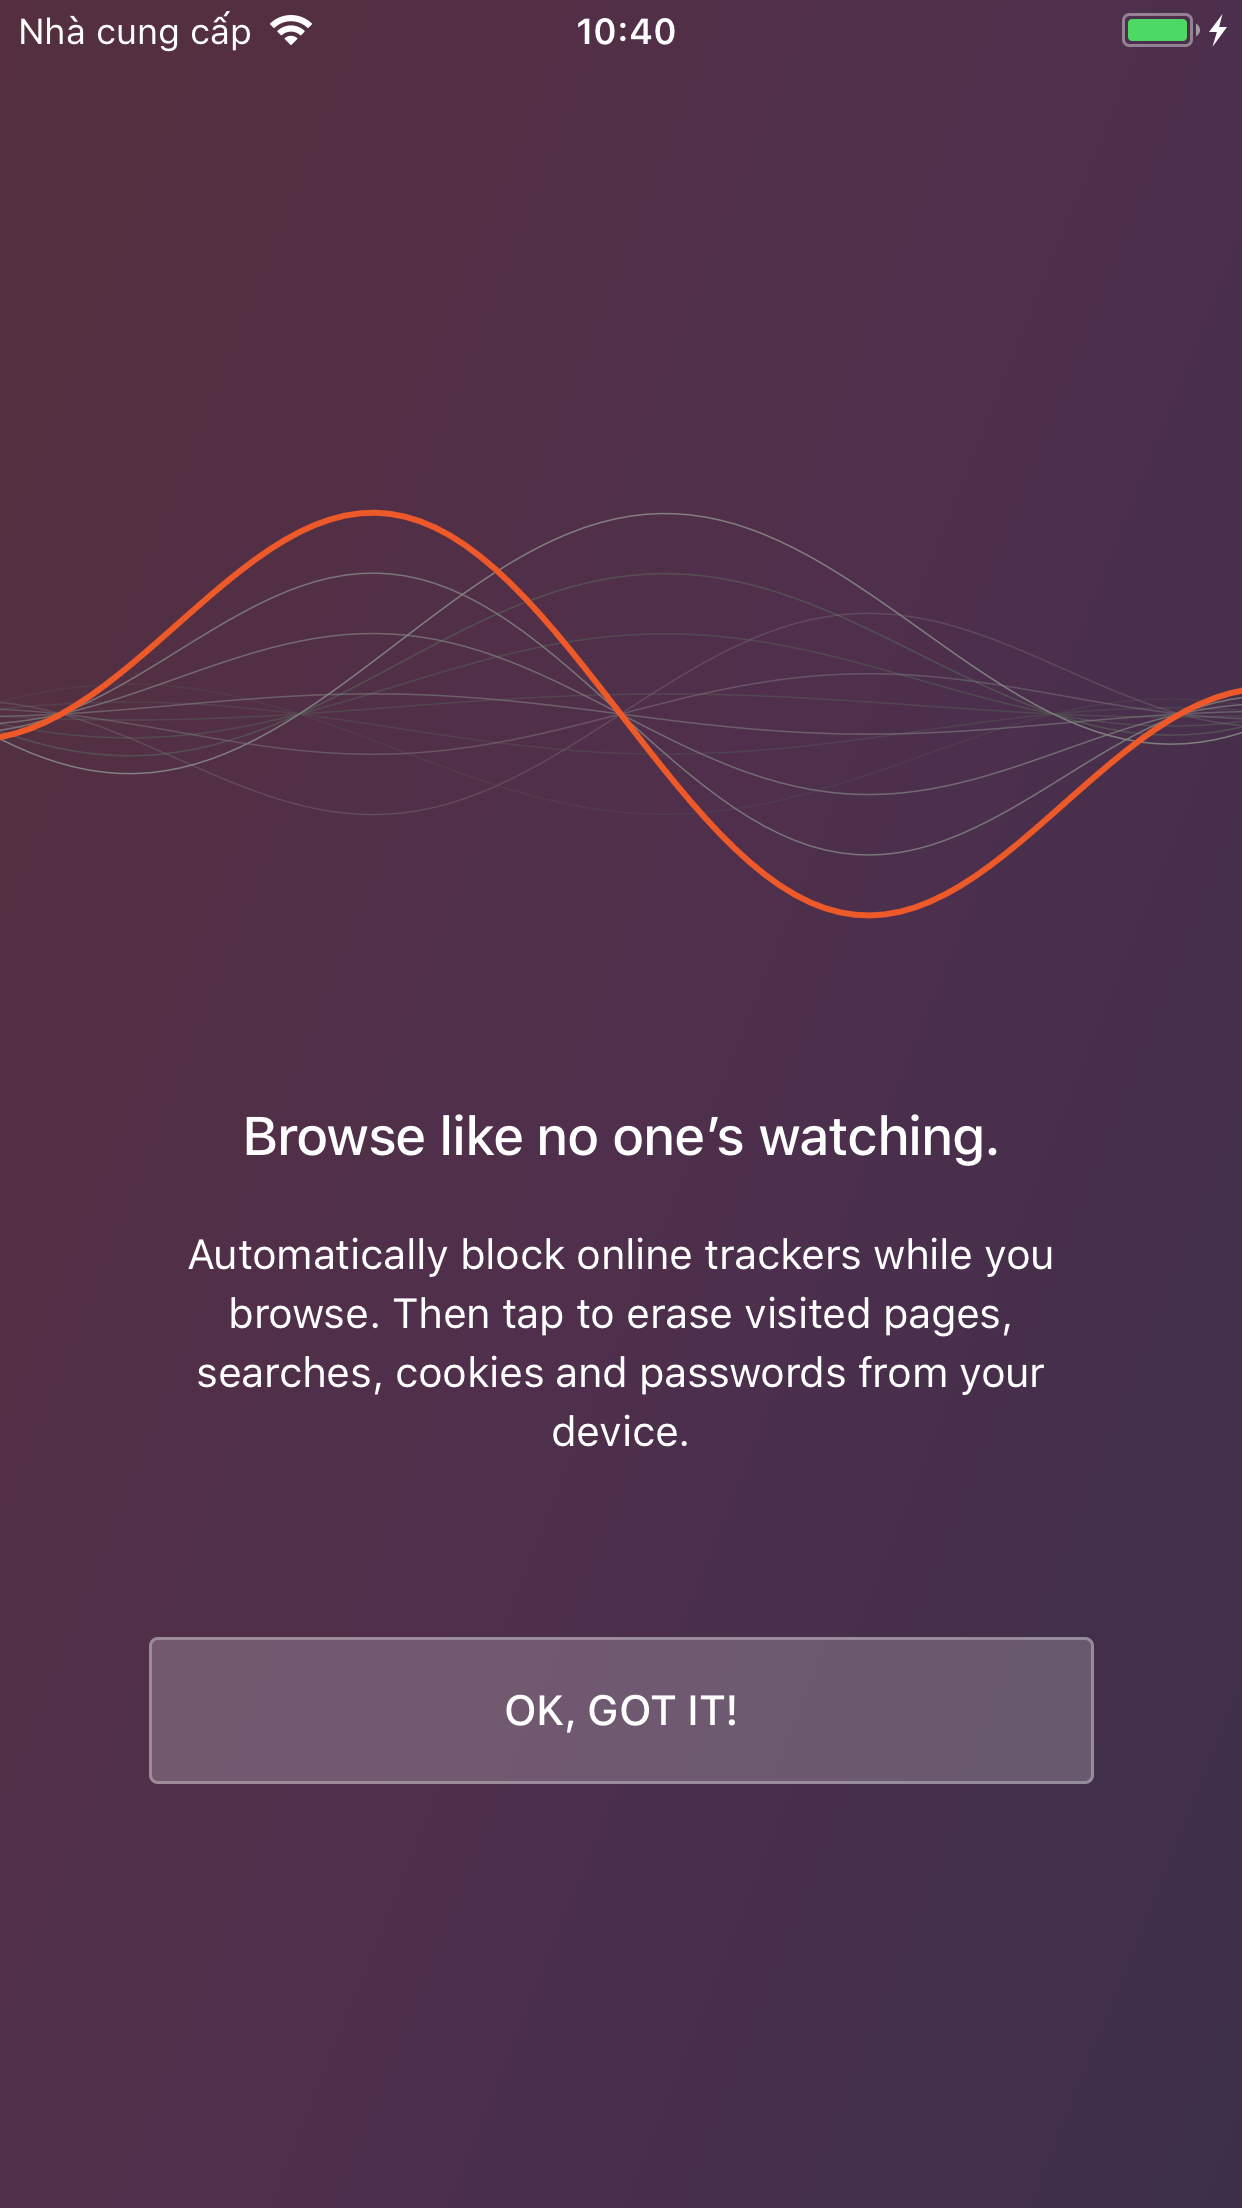 Nhà cung cấp 10:40
Browse like no one’s watching.
Automatically block online trackers while you
browse. Then tap to erase visited pages,
searches, cookies and passwords from your
device.
OK, GOT IT!